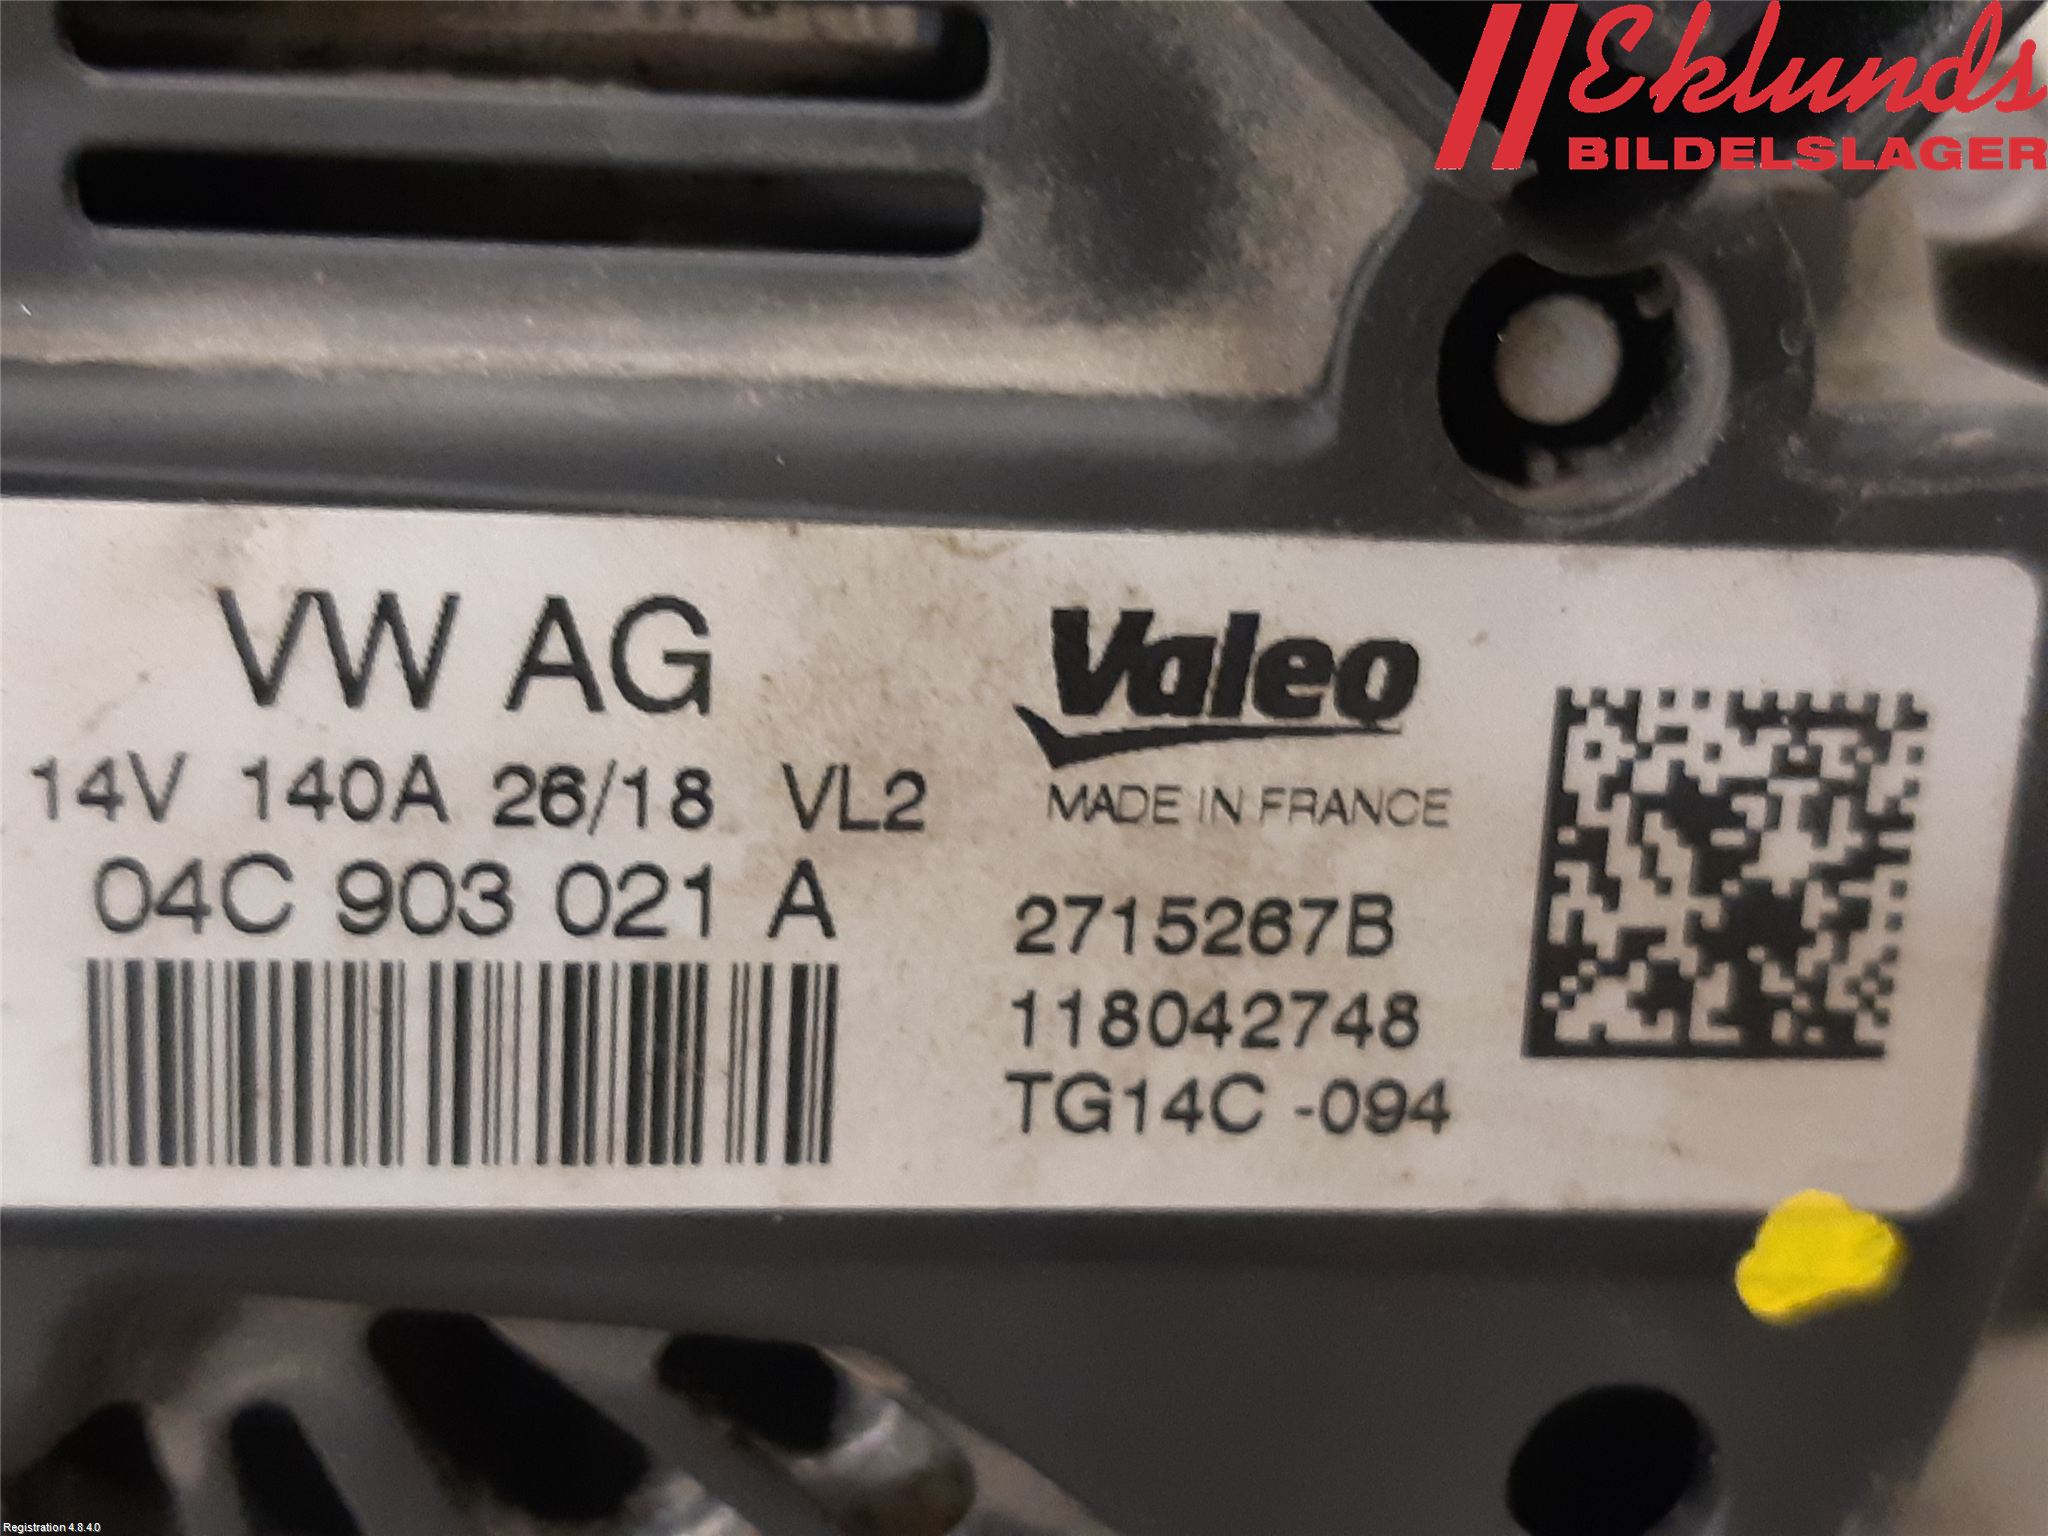 Eklunds
BILDELSLAGER
VW AG
14V 140A 26/18 VL2
04C 903 021 A
Valeo
MADE IN FRANCE
2715267B
118042748
TG14C -094
Registration 4.8.4.0